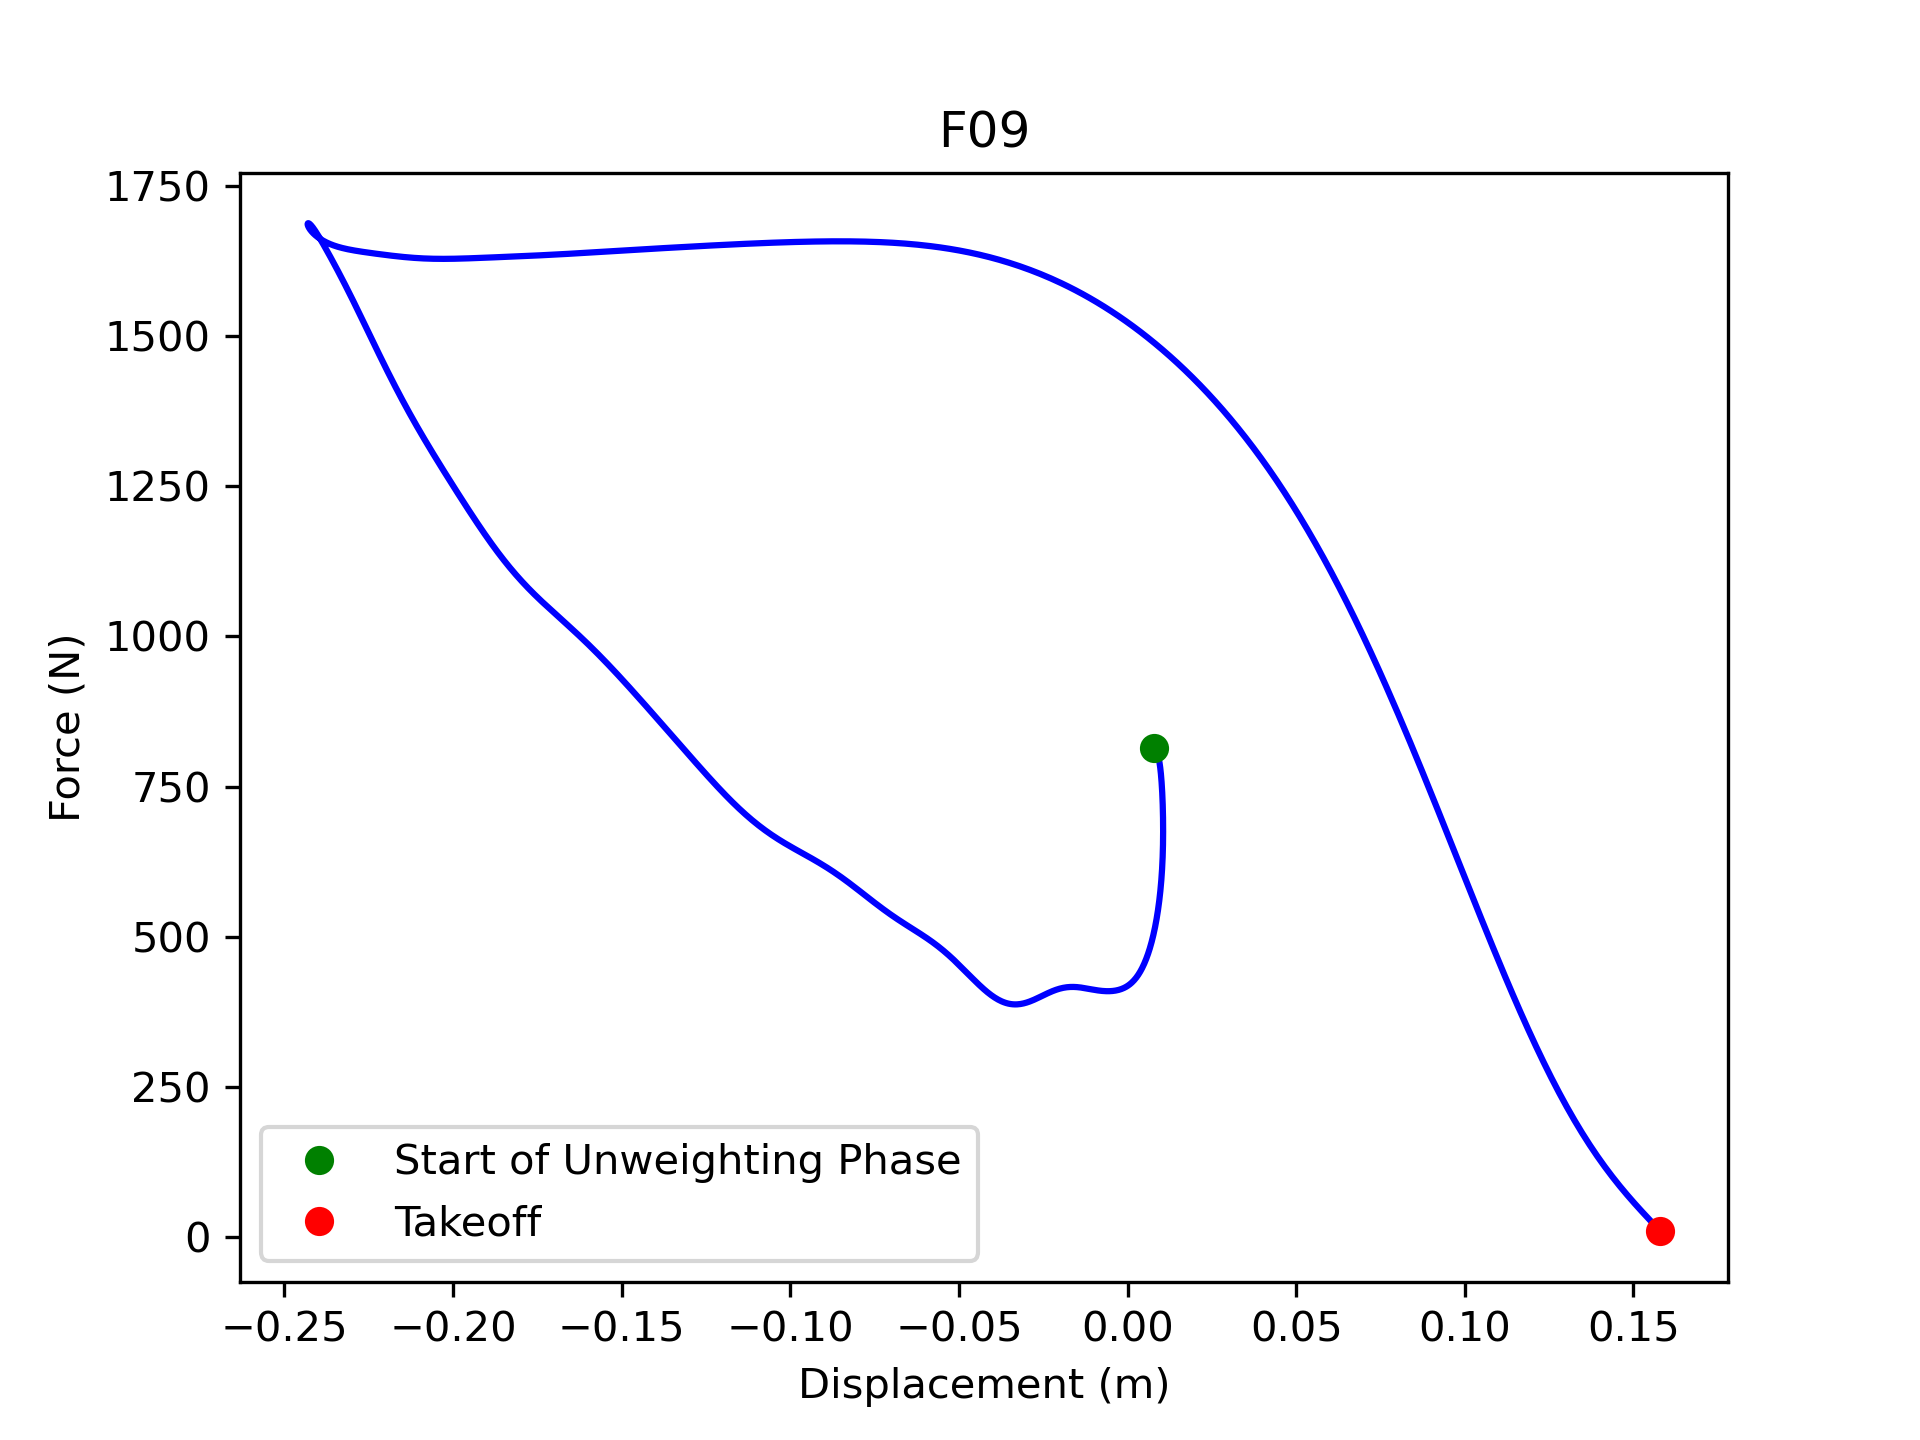 F09
1750
1500
1250
1000
750
500
250
0
Force (N)
Start of Unweighting Phase
Takeoff
−0.25 −0.20 −0.15 −0.10 −0.05 0.00 0.05 0.10 0.15
Displacement (m)